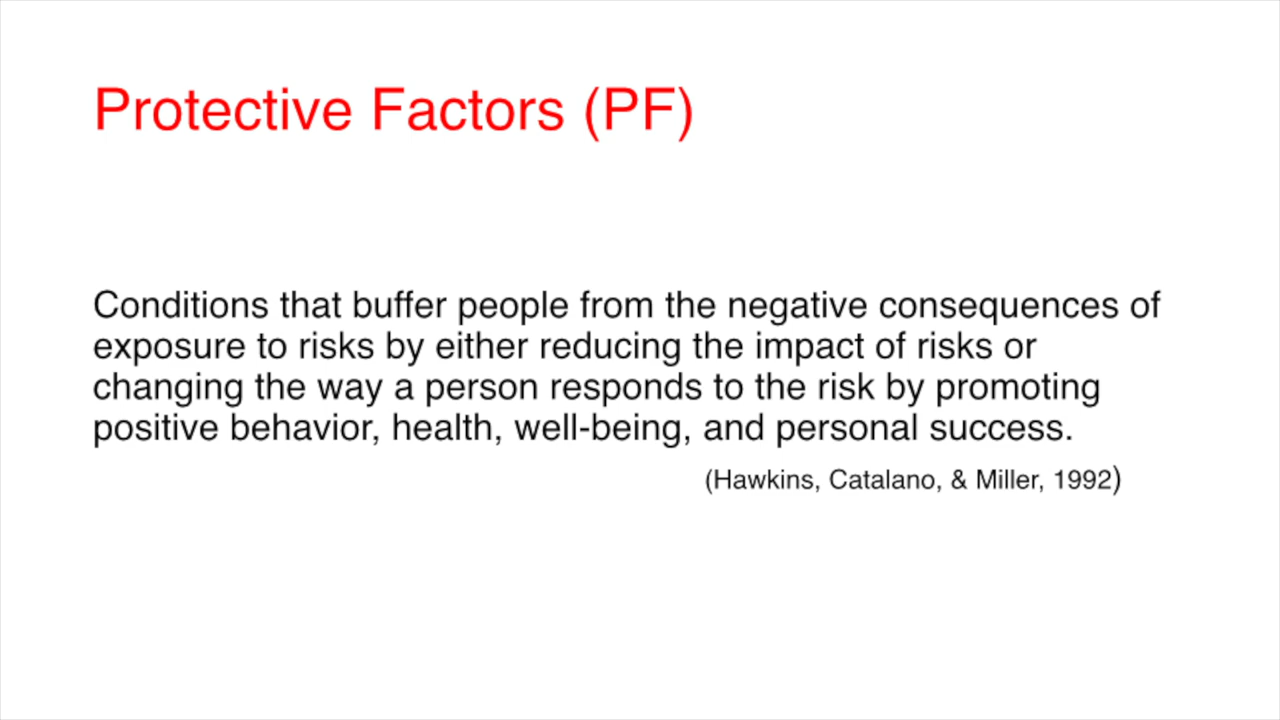 Protective Factors (PF)
Conditions that buffer people from the negative consequences of
exposure to risks by either reducing the impact of risks or
changing the way a person responds to the risk by promoting
positive behavior, health, well-being, and personal success.
(Hawkins, Catalano, & Miller, 1992)